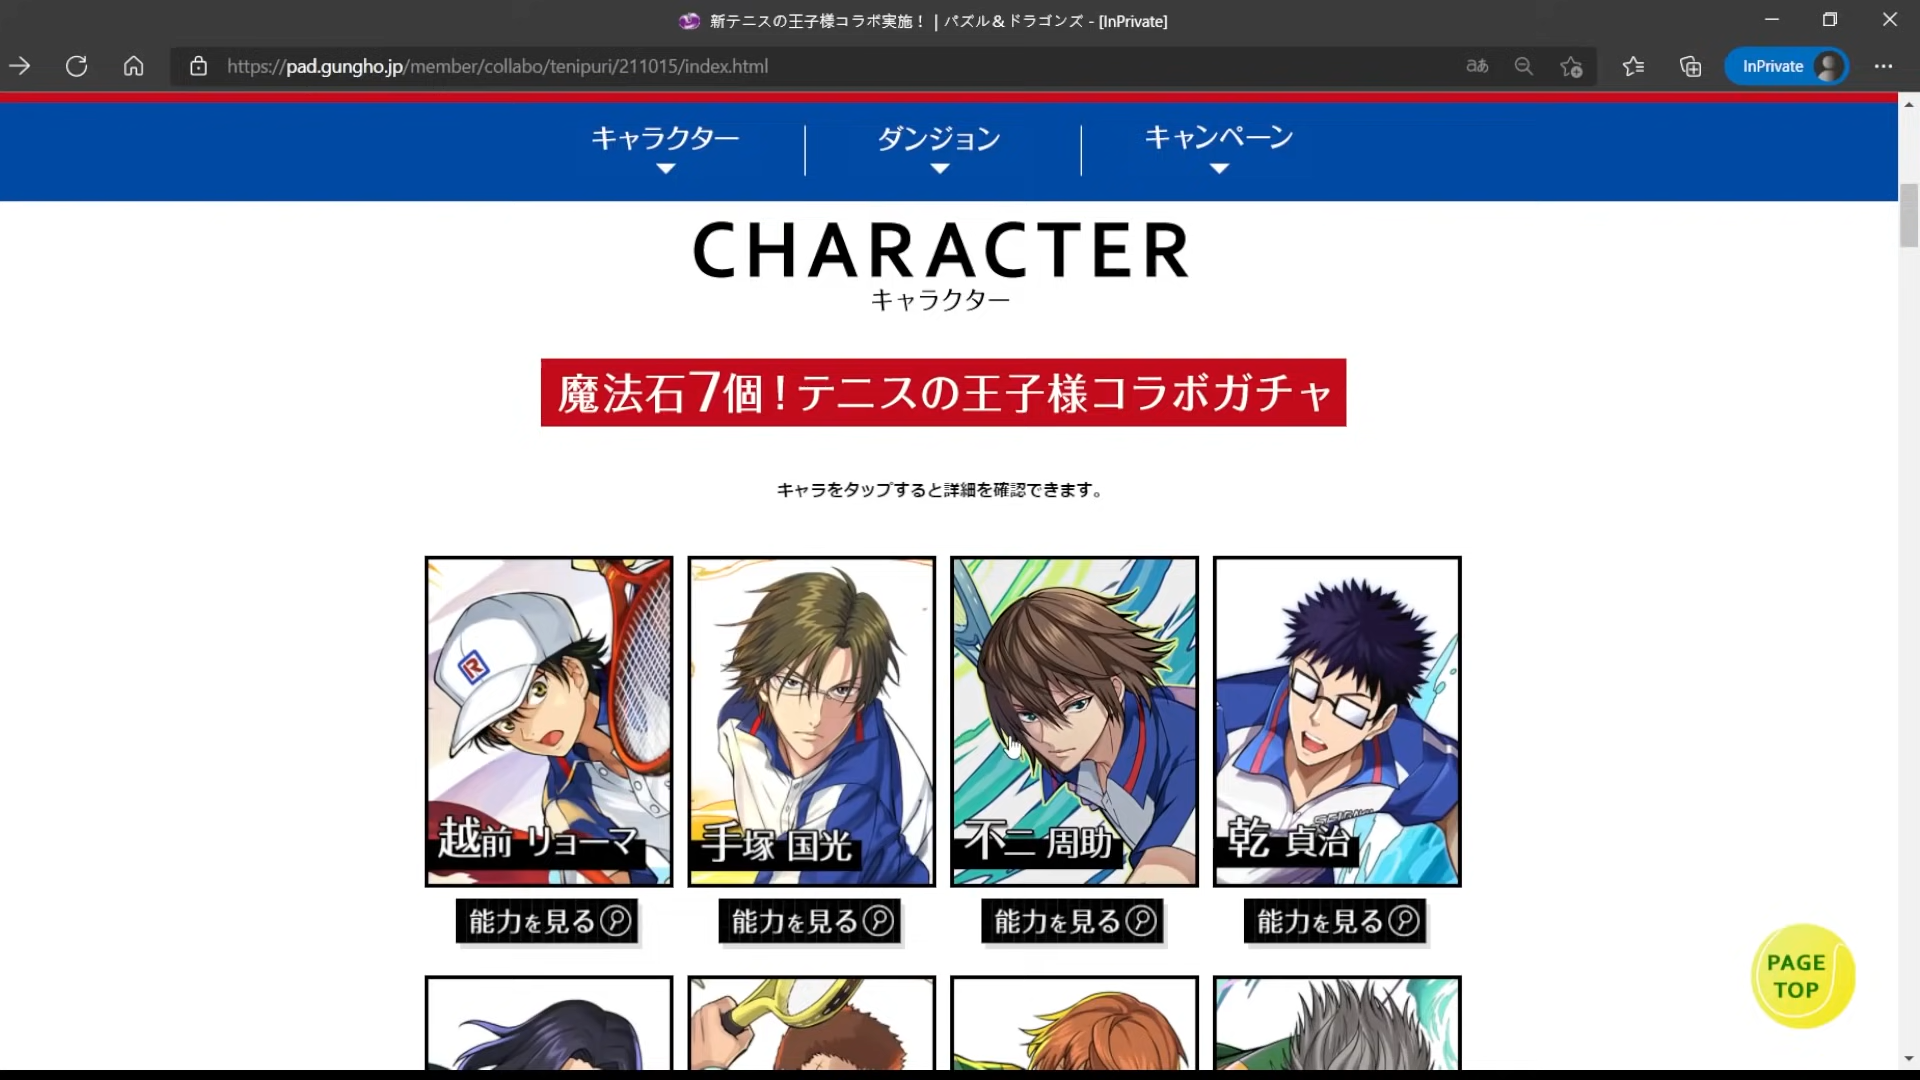 新テニスの王子様コラボ実施！ | パズル＆ドラゴンズ - [InPrivate]
https://pad.gungho.jp/member/collabo/tenipuri/211015/index.html
aあ
InPrivate
キャラクター
ダンジョン
キャンペーン
CHARACTER
キャラクター
魔法石7個！テニスの王子様コラボガチャ
キャラをタップすると詳細を確認できます。
R
越前 リョーマ
手塚 国光
不二 周助
乾 貞治
能力を見る
能力を見る
能力を見る
能力を見る
PAGE
TOP